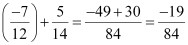 (-7/12) + 5/14 = (-49+30)/84 = -19/84